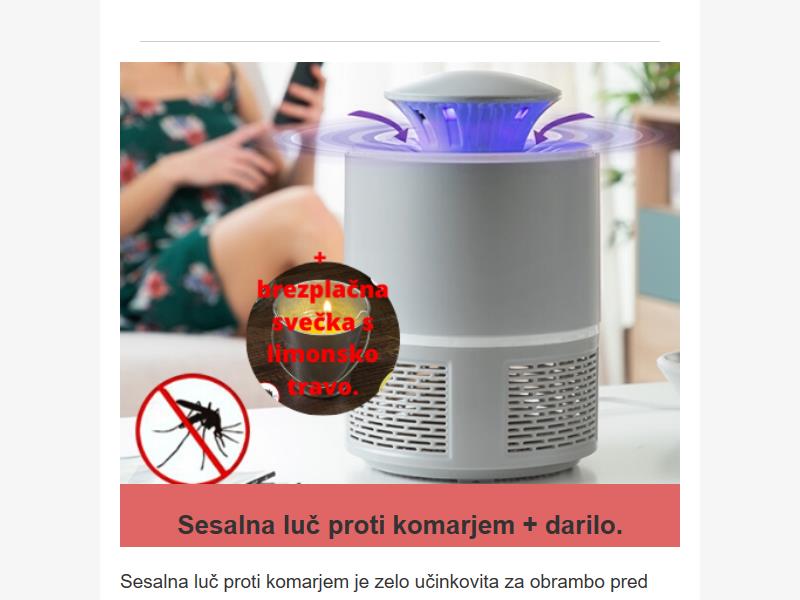 +
brezplačna
svečka s
limonsko
travo.
Sesalna luč proti komarjem + darilo.
Sesalna luč proti komarjem je zelo učinkovita za obrambo pred